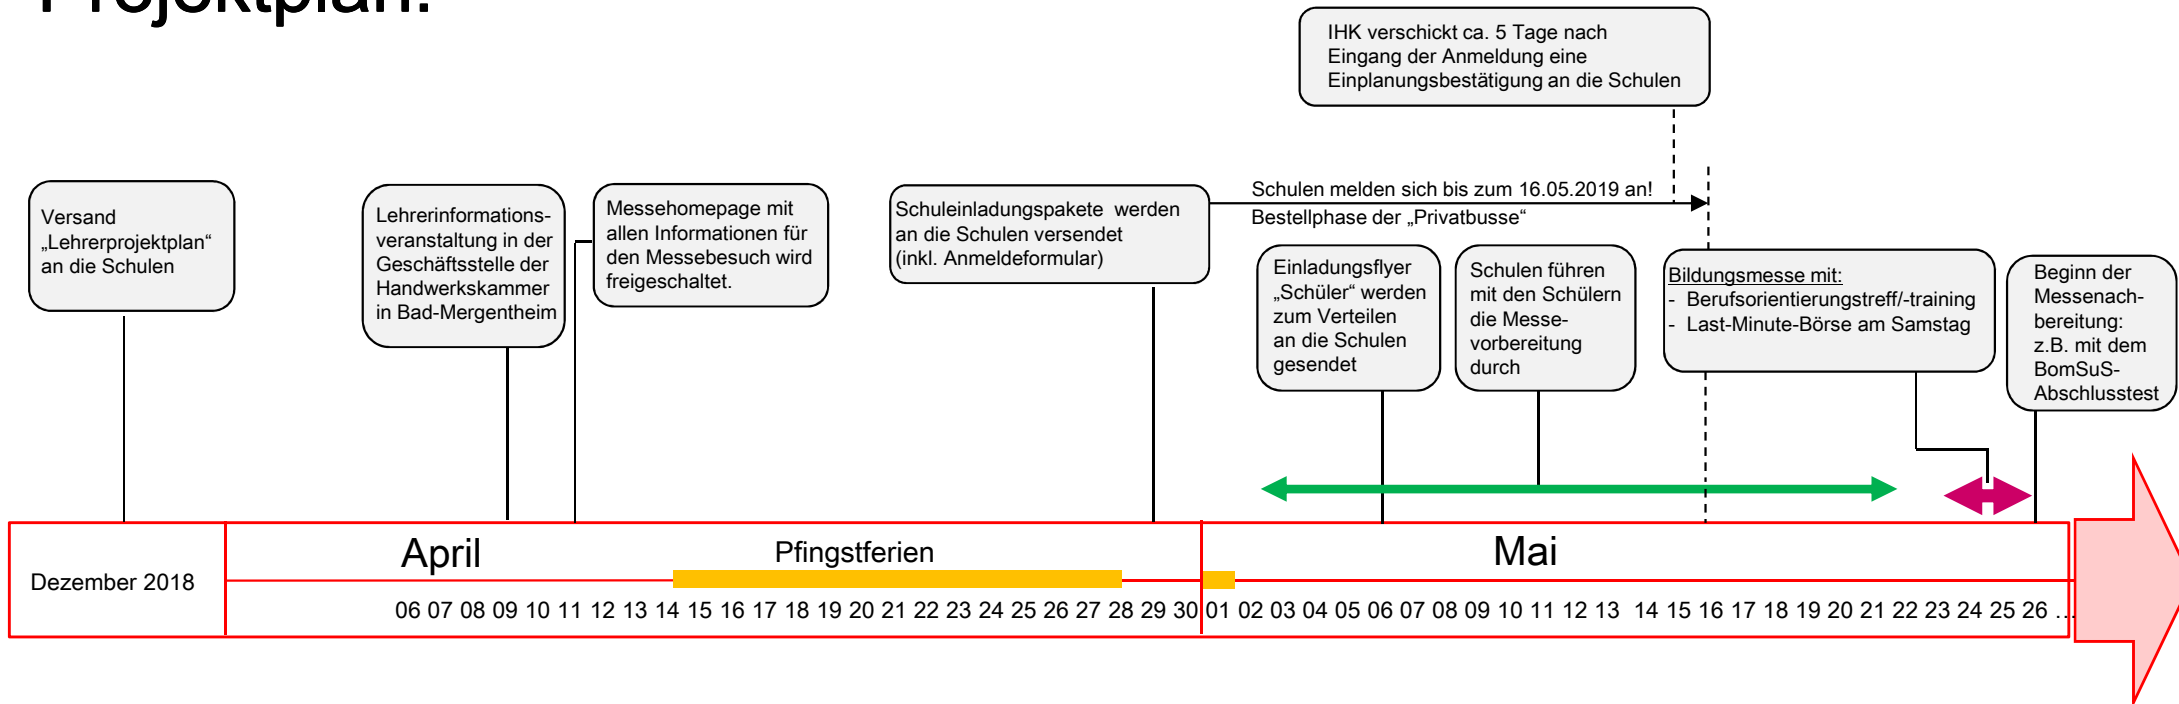 Projektplan:
IHK verschickt ca. 5 Tage nach
Eingang der Anmeldung eine
Einplanungsbestätigung an die Schulen
Versand
„Lehrerprojektplan“
an die Schulen
Lehrerinformations-
veranstaltung in der
Geschäftsstelle der
Handwerkskammer
in Bad-Mergentheim
Messehomepage mit
allen Informationen für
den Messebesuch wird
freigeschaltet.
Schuleinladungspakete werden
an die Schulen versendet
(inkl. Anmeldeformular)
Schulen melden sich bis zum 16.05.2019 an!
Bestellphase der „Privatbusse“
Einladungsflyer
„Schüler“ werden
zum Verteilen
an die Schulen
gesendet
Schulen führen
mit den Schülern
die Messe-
vorbereitung
durch
Bildungsmesse mit:
- Berufsorientierungstreff/-training
- Last-Minute-Börse am Samstag
Beginn der
Messenach-
bereitung:
z.B. mit dem
BomSuS-
Abschlusstest
Dezember 2018
April
Pfingstferien
Mai
06 07 08 09 10 11 12 13 14 15 16 17 18 19 20 21 22 23 24 25 26 27 28 29 30 01 02 03 04 05 06 07 08 09 10 11 12 13 14 15 16 17 18 19 20 21 22 23 24 25 26 …